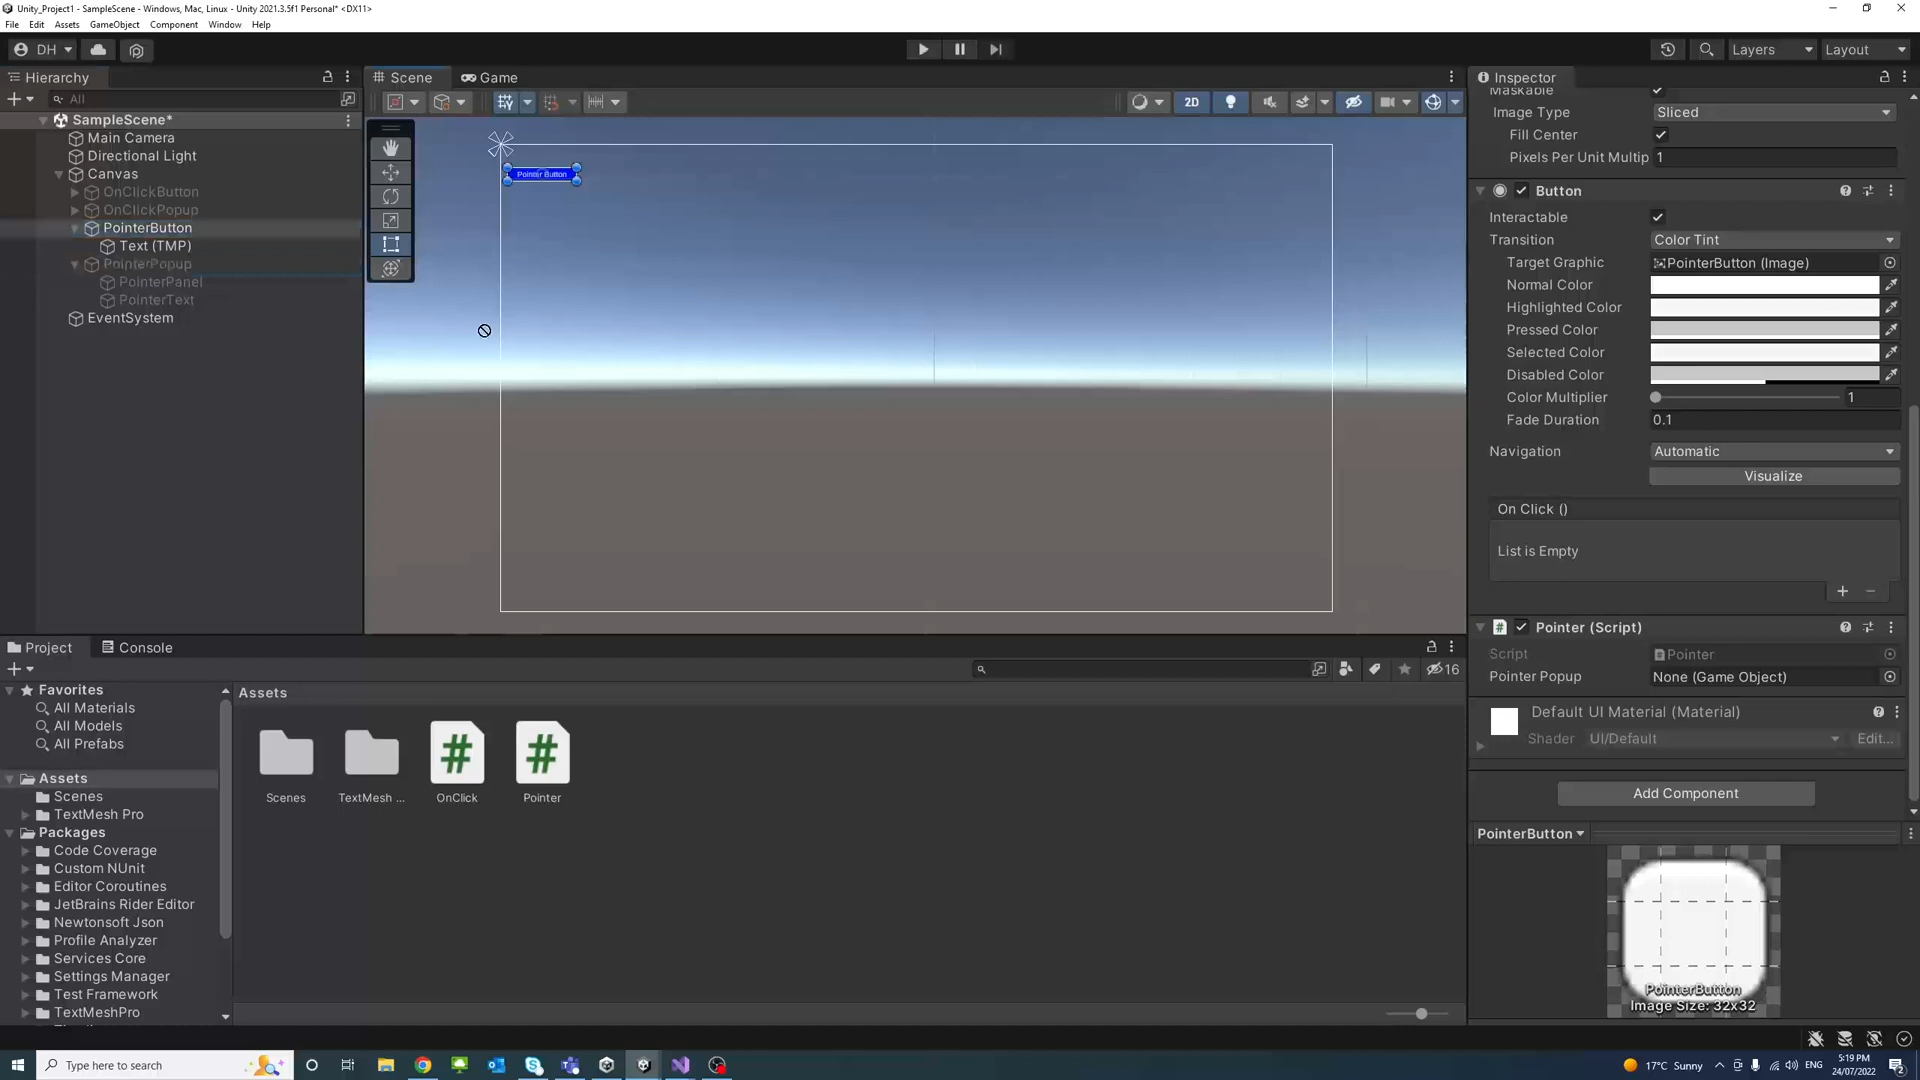 Unity_Project1 - SampleScene - Windows, Mac, Linux - Unity 2021.3.5f1 Personal* <DX11>
File Edit Assets GameObject Component Window Help
DH
Layers Layout
Hierarchy
Scene
Game
Inspector
All
2D
SampleScene*
Main Camera
Directional Light
Canvas
OnClickButton
OnClickPopup
PointerButton
Text (TMP)
PointerPopup
PointerPanel
PointerText
EventSystem
Pointer Button
Maskable
Image Type Sliced
Fill Center
Pixels Per Unit Multip 1
Button
Interactable
Transition Color Tint
Target Graphic PointerButton (Image)
Normal Color
Highlighted Color
Pressed Color
Selected Color
Disabled Color
Color Multiplier 1
Fade Duration 0.1
Navigation Automatic
Visualize
On Click ()
List is Empty
Pointer (Script)
Script Pointer
Pointer Popup None (Game Object)
Default UI Material (Material)
Shader UI/Default Edit...
Add Component
PointerButton
PointerButton
Image Size: 32x32
Project Console
16
Favorites
All Materials
All Models
All Prefabs
Assets
Scenes
TextMesh Pro
Packages
Code Coverage
Custom NUnit
Editor Coroutines
JetBrains Rider Editor
Newtonsoft Json
Profile Analyzer
Services Core
Settings Manager
Test Framework
TextMeshPro
Assets
Scenes TextMesh ... OnClick Pointer
Type here to search
17°C Sunny
ENG
5:19 PM
24/07/2022
2